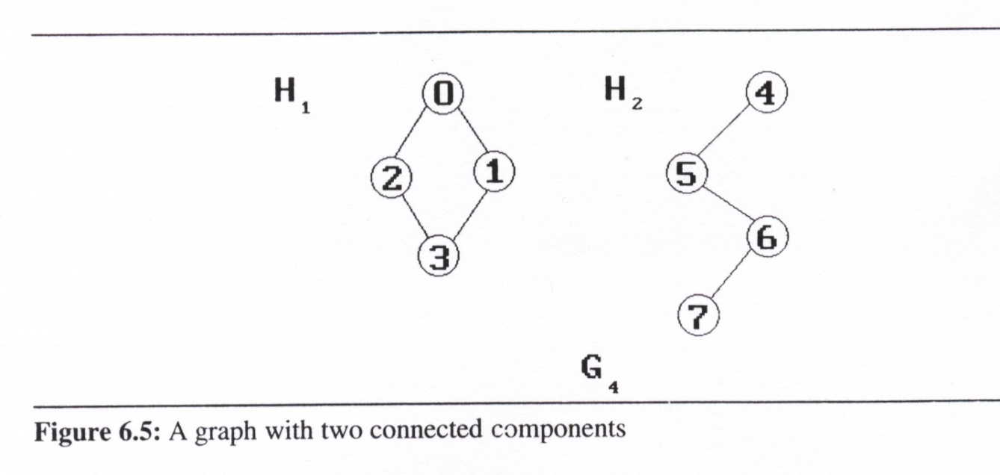 H1 0 H2 4
2 1 5
3 6
7
G4
Figure 6.5: A graph with two connected components